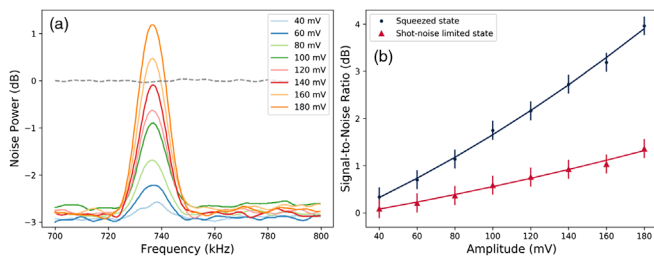 (a)
Noise Power (dB)
1
0
−1
−2
−3
700
720
740
760
780
800
Frequency (kHz)
40 mV
60 mV
80 mV
100 mV
120 mV
140 mV
160 mV
180 mV
(b)
Signal-to-Noise Ratio (dB)
4
3
2
1
0
40
60
80
100
120
140
160
180
Amplitude (mV)
Squeezed state
Shot-noise limited state